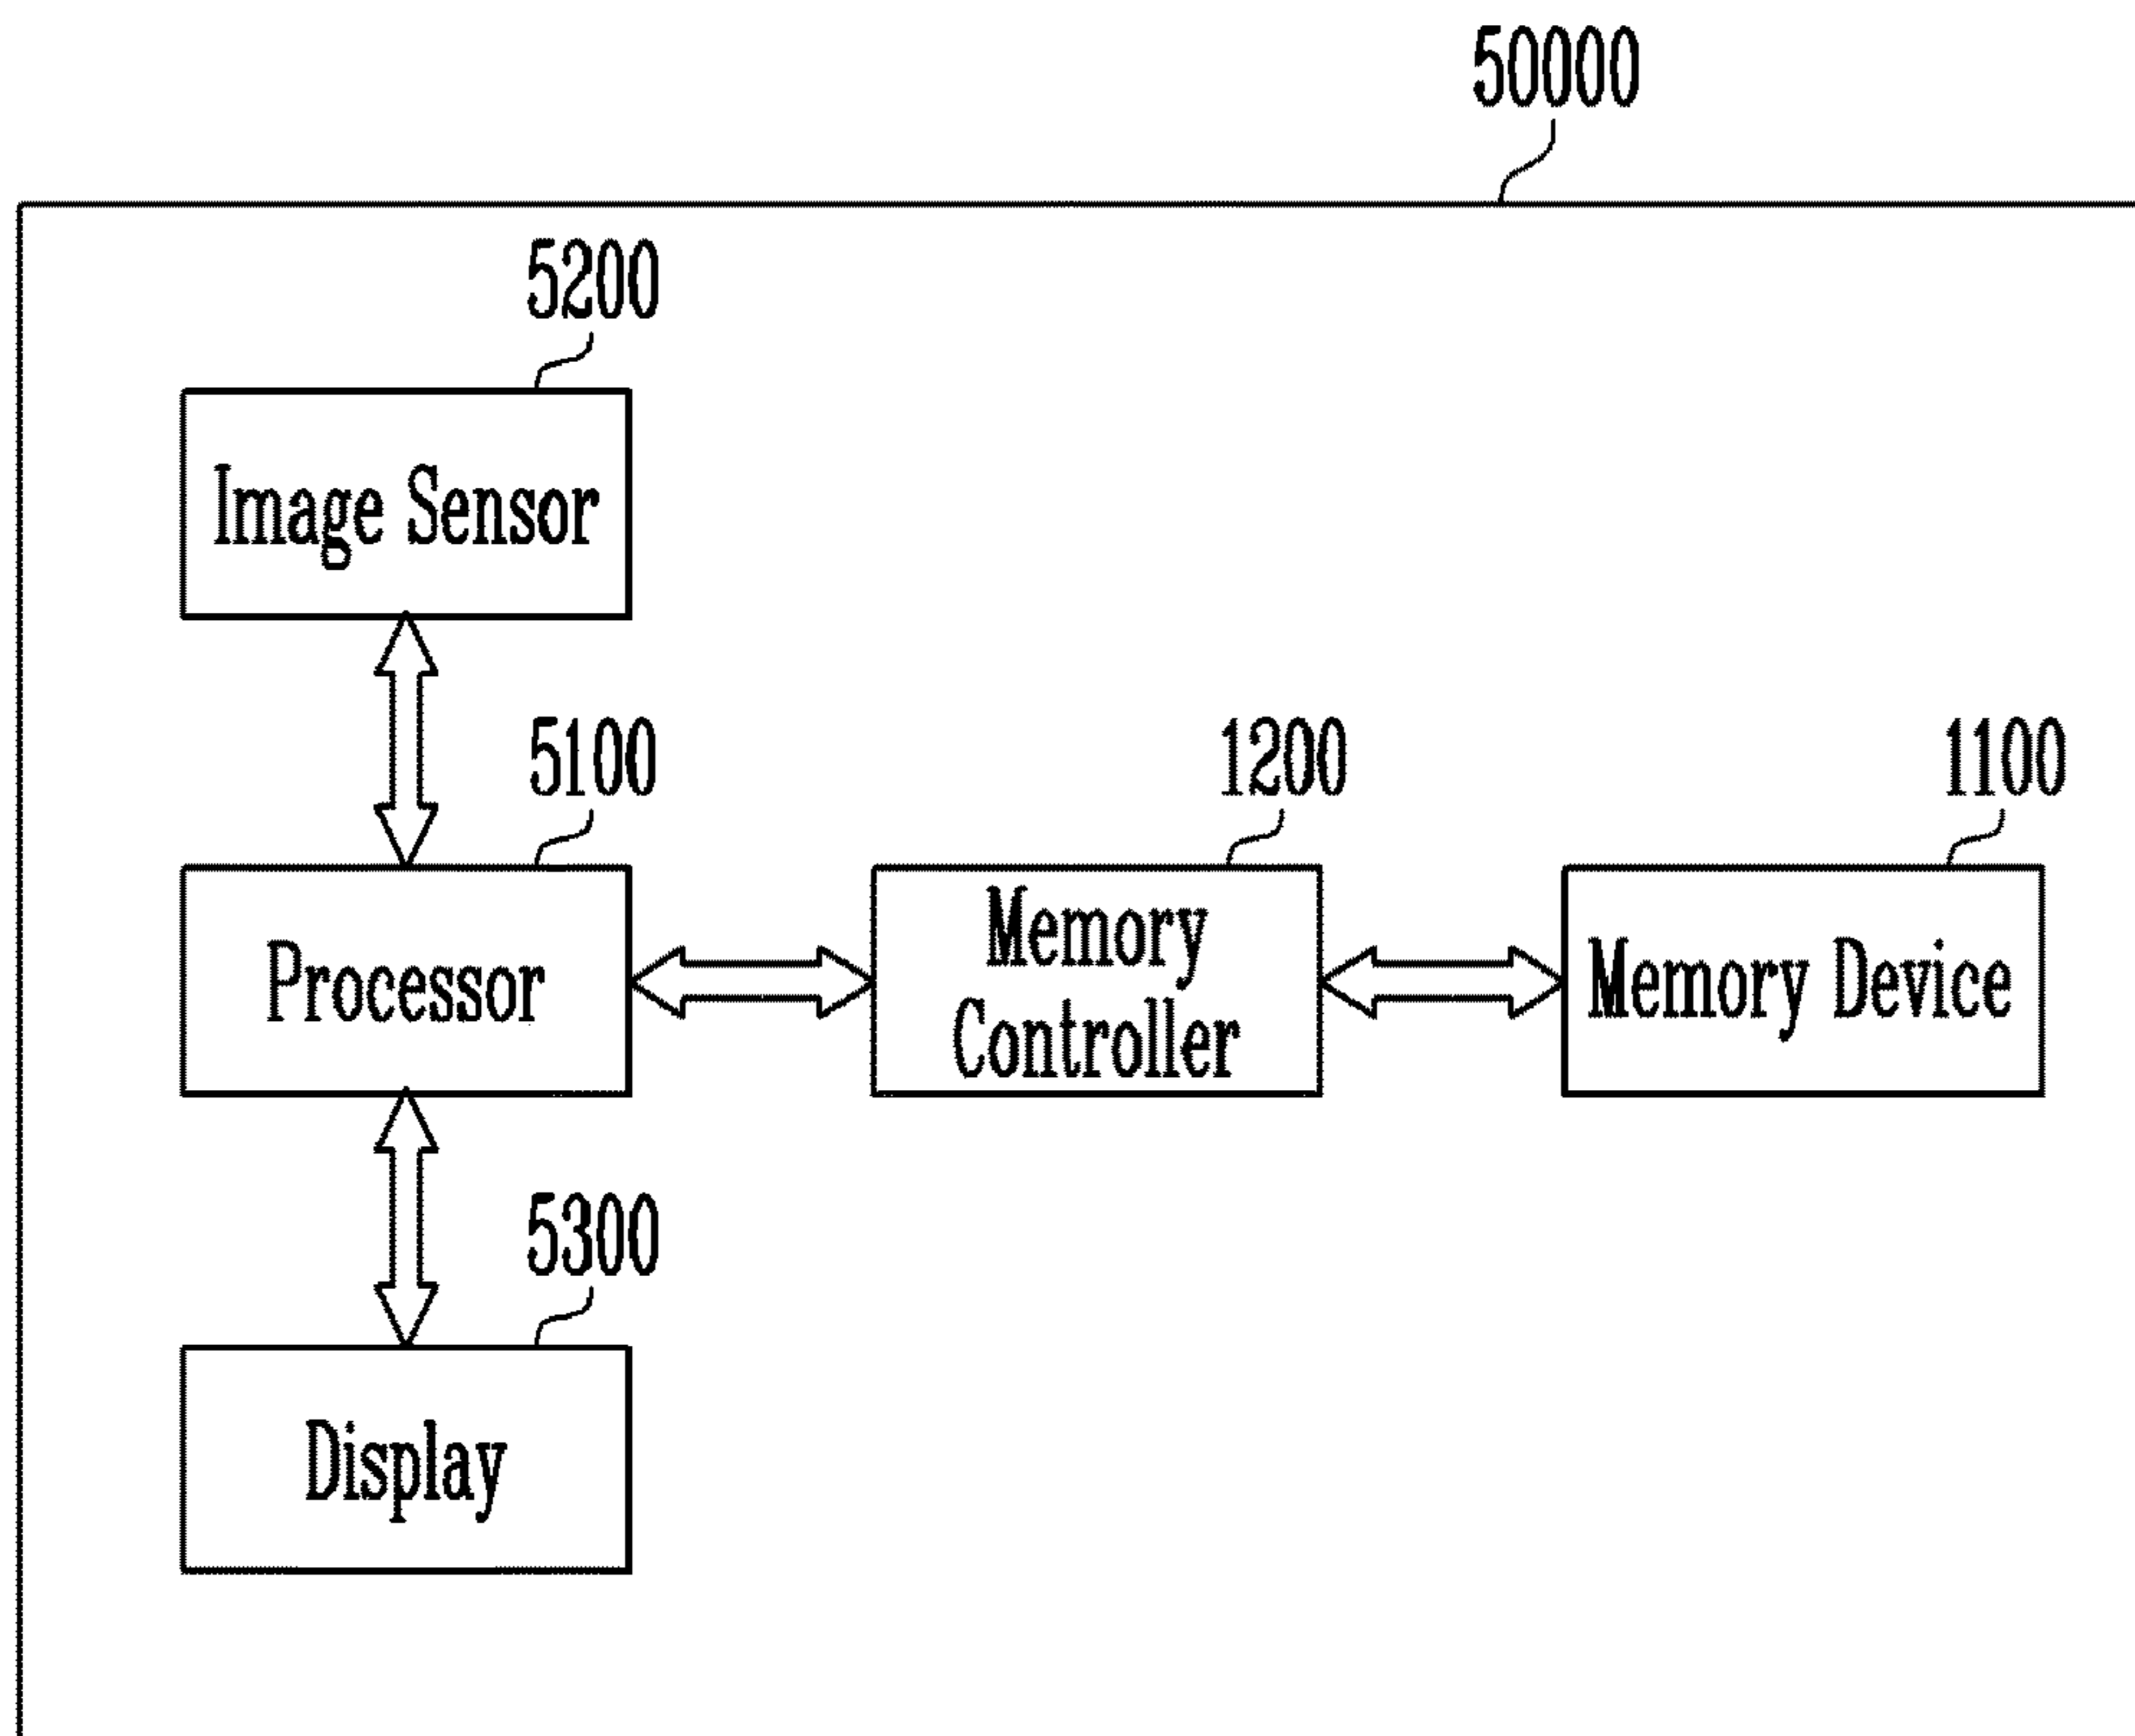 50000
5200
Image Sensor
5100
Processor
1200
Memory
Controller
1100
Memory Device
5300
Display